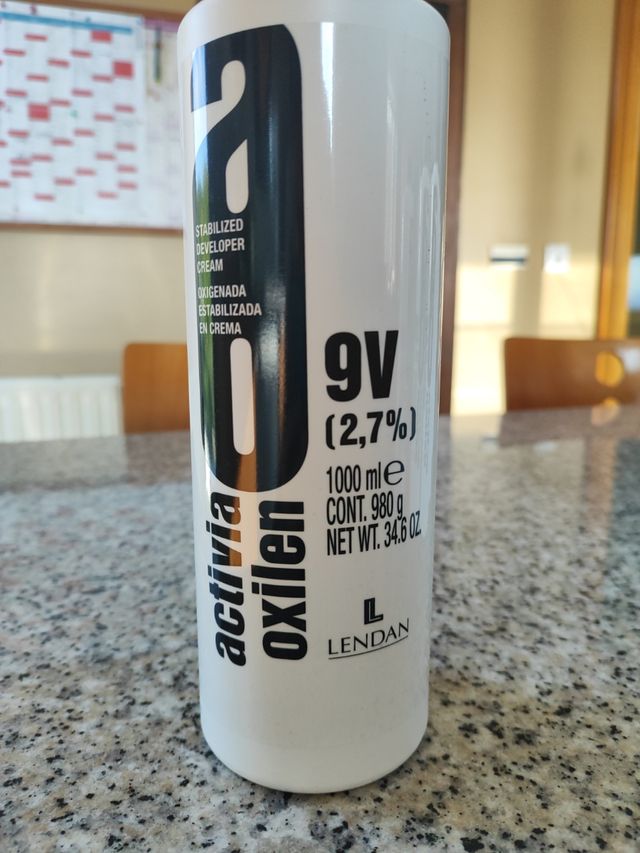 STABILIZED
DEVELOPER
CREAM
OXIGENADA
ESTABILIZADA
EN CREMA
9V
(2,7%)
1000 ml e
CONT. 980 g
NET WT. 34.6 OZ.
activia
oxilen
LENDAN